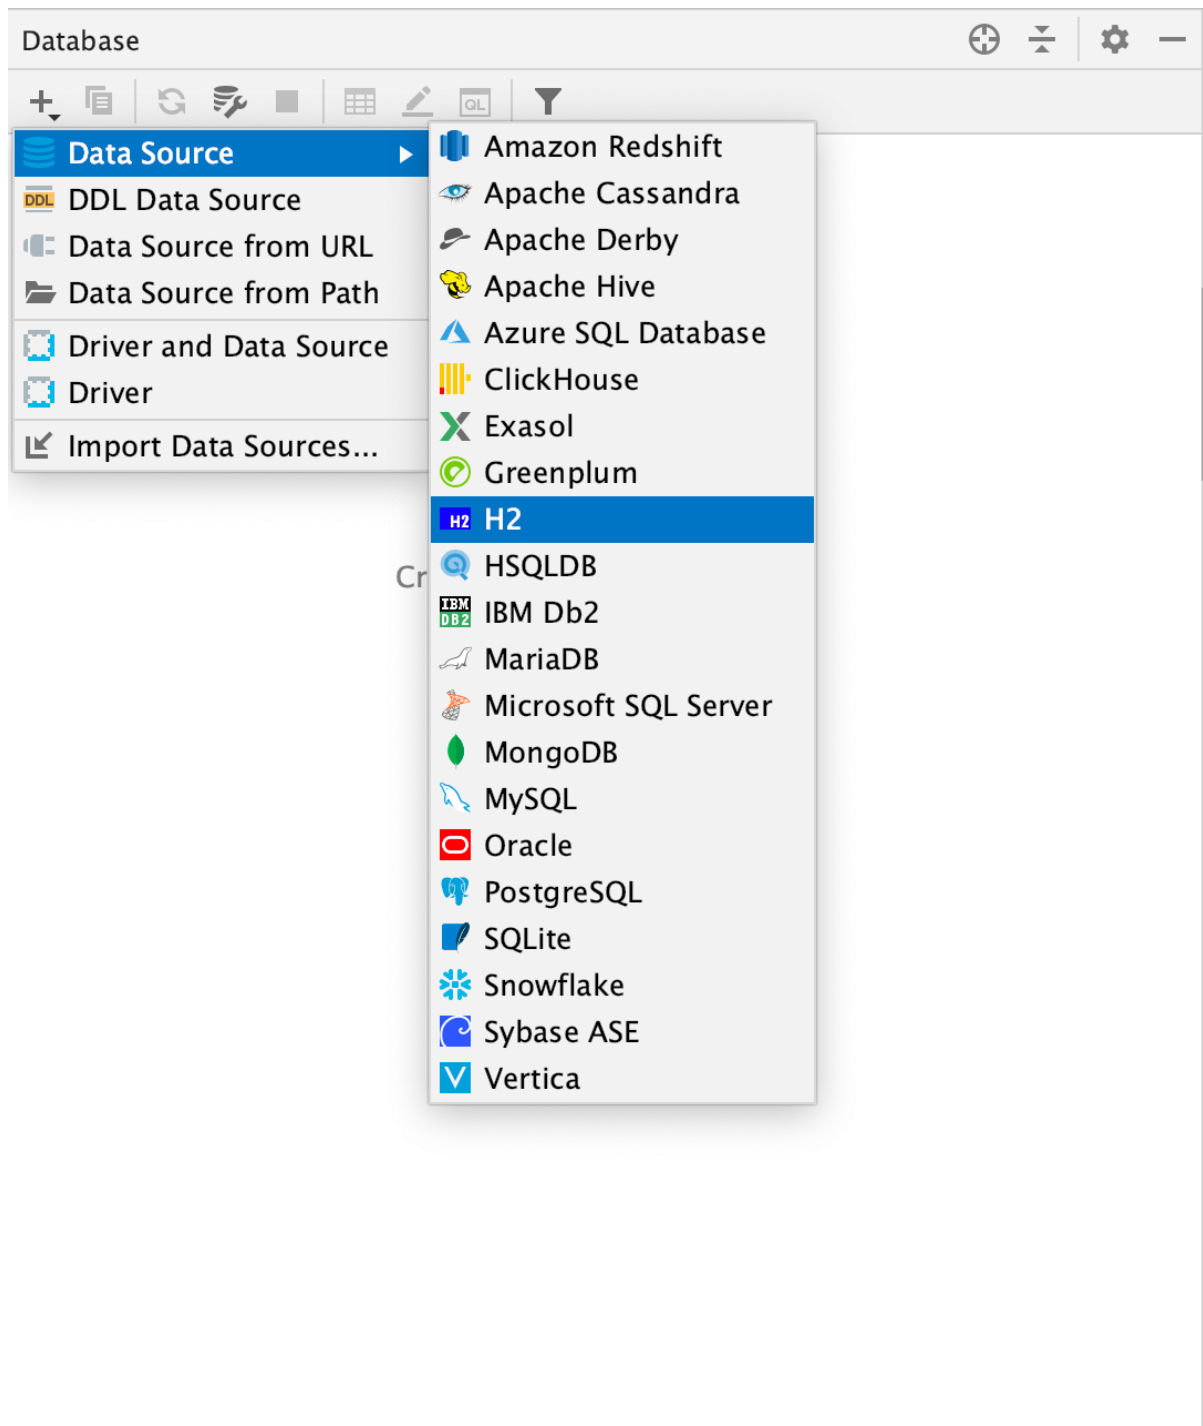 Database
QL
Data Source
DDL DDL Data Source
Data Source from URL
Data Source from Path
Driver and Data Source
Driver
Import Data Sources...
Amazon Redshift
Apache Cassandra
Apache Derby
Apache Hive
Azure SQL Database
ClickHouse
Exasol
Greenplum
H2 H2
HSQLDB
IBM DB2 IBM Db2
MariaDB
Microsoft SQL Server
MongoDB
MySQL
Oracle
PostgreSQL
SQLite
Snowflake
Sybase ASE
Vertica
Cr